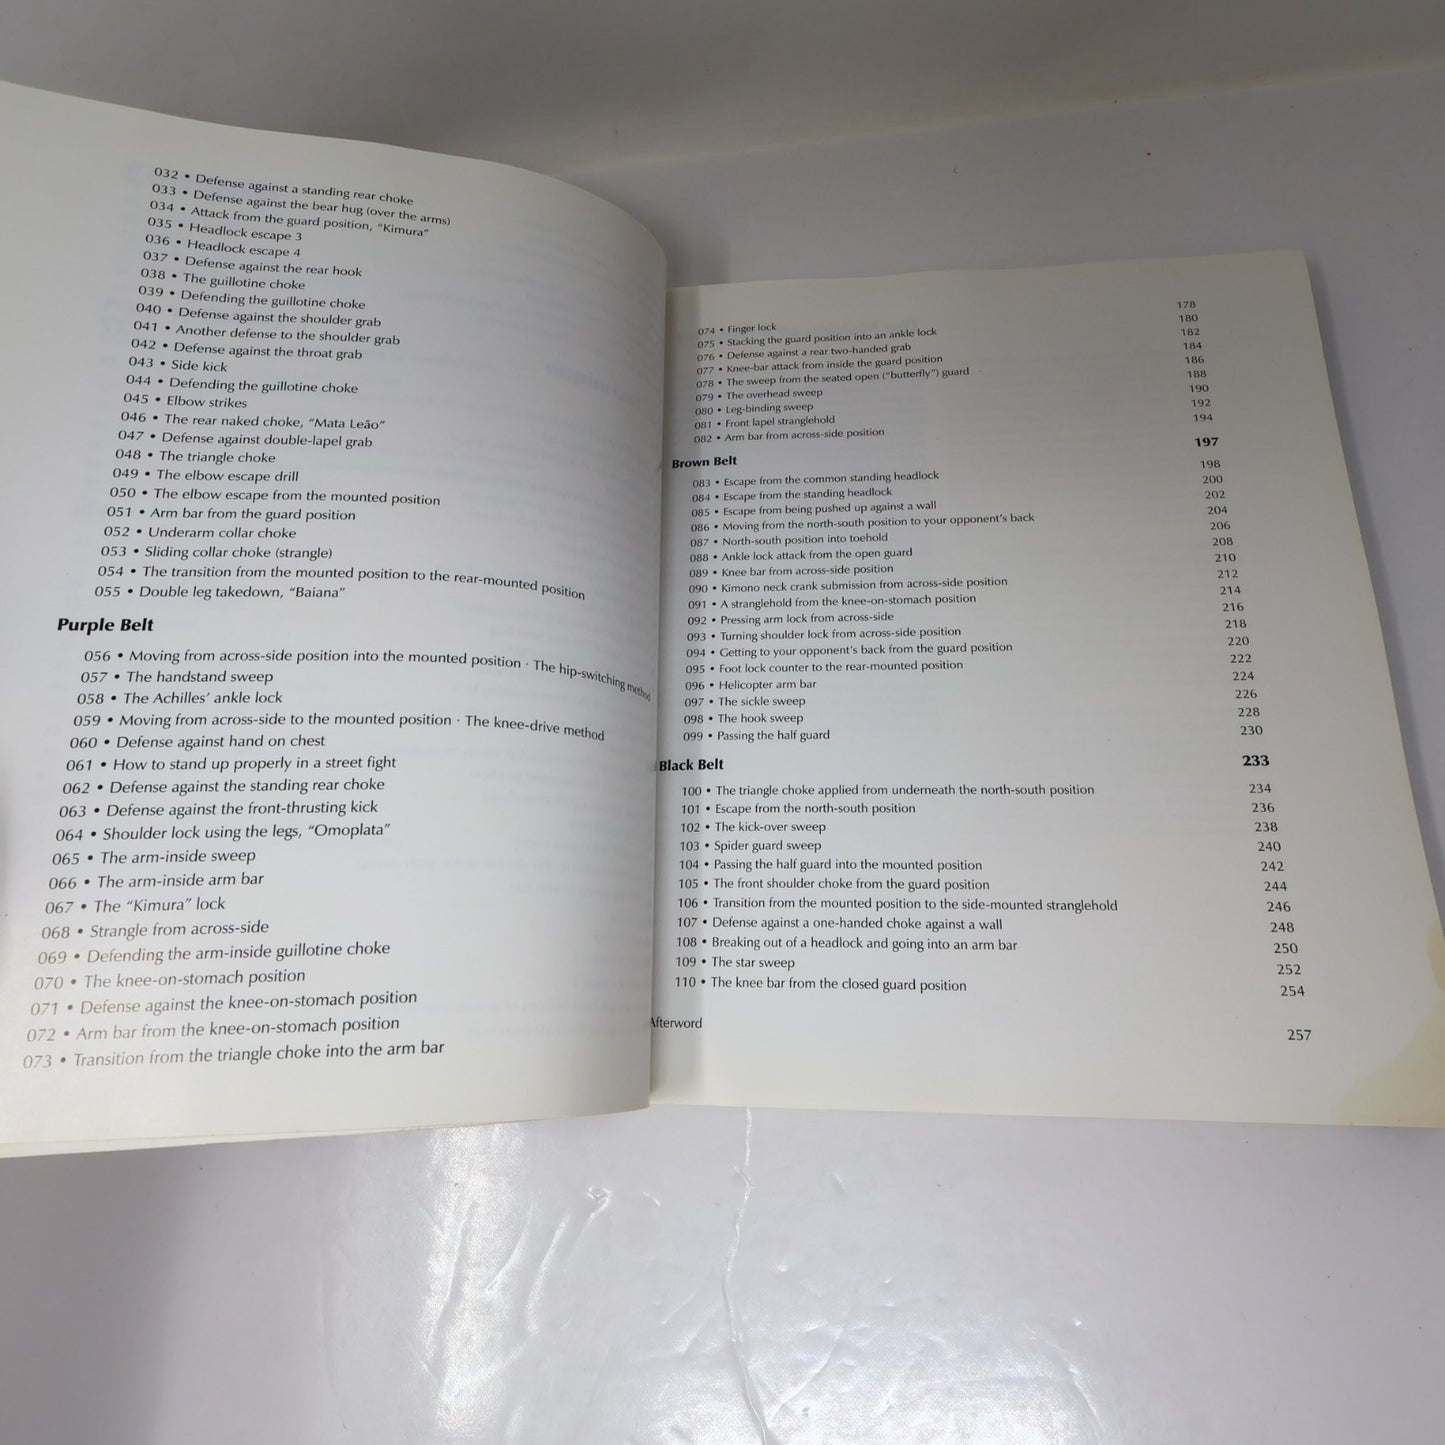 032 • Defense against a standing rear choke
033 • Defense against the bear hug (over the arms)
034 • Attack from the guard position, “Kimura”
035 • Headlock escape 3
036 • Headlock escape 4
037 • Defense against the rear hook
038 • The guillotine choke
039 • Defending the guillotine choke
040 • Defense against the shoulder grab
041 • Another defense to the shoulder grab
042 • Defense against the throat grab
043 • Side kick
044 • Defending the guillotine choke
045 • Elbow strikes
046 • The rear naked choke, “Mata Leão”
047 • Defense against double-lapel grab
048 • The triangle choke
049 • The elbow escape drill
050 • The elbow escape from the mounted position
051 • Arm bar from the guard position
052 • Underarm collar choke
053 • Sliding collar choke (strangle)
054 • The transition from the mounted position to the rear-mounted position
055 • Double leg takedown, “Baiana”
Purple Belt
056 • Moving from across-side position into the mounted position · The hip-switching method
057 • The handstand sweep
058 • The Achilles’ ankle lock
059 • Moving from across-side to the mounted position · The knee-drive method
060 • Defense against hand on chest
061 • How to stand up properly in a street fight
062 • Defense against the standing rear choke
063 • Defense against the front-thrusting kick
064 • Shoulder lock using the legs, “Omoplata”
065 • The arm-inside sweep
066 • The arm-inside arm bar
067 • The “Kimura” lock
068 • Strangle from across-side
069 • Defending the arm-inside guillotine choke
070 • The knee-on-stomach position
071 • Defense against the knee-on-stomach position
072 • Arm bar from the knee-on-stomach position
073 • Transition from the triangle choke into the arm bar
074 • Finger lock 178
075 • Stacking the guard position into an ankle lock 180
076 • Defense against a rear two-handed grab 182
077 • Knee-bar attack from inside the guard position 184
078 • The sweep from the seated open (“butterfly”) guard 186
079 • The overhead sweep 188
080 • Leg-binding sweep 190
081 • Front lapel stranglehold 192
082 • Arm bar from across-side position 194
Brown Belt 197
083 • Escape from the common standing headlock 198
084 • Escape from the standing headlock 200
085 • Escape from being pushed up against a wall 202
086 • Moving from the north-south position to your opponent’s back 204
087 • North-south position into toehold 206
088 • Ankle lock attack from the open guard 208
089 • Knee bar from across-side position 210
090 • Kimono neck crank submission from across-side position 212
091 • A stranglehold from the knee-on-stomach position 214
092 • Pressing arm lock from across-side 216
093 • Turning shoulder lock from across-side position 218
094 • Getting to your opponent’s back from the guard position 220
095 • Foot lock counter to the rear-mounted position 222
096 • Helicopter arm bar 224
097 • The sickle sweep 226
098 • The hook sweep 228
099 • Passing the half guard 230
Black Belt 233
100 • The triangle choke applied from underneath the north-south position 234
101 • Escape from the north-south position 236
102 • The kick-over sweep 238
103 • Spider guard sweep 240
104 • Passing the half guard into the mounted position 242
105 • The front shoulder choke from the guard position 244
106 • Transition from the mounted position to the side-mounted stranglehold 246
107 • Defense against a one-handed choke against a wall 248
108 • Breaking out of a headlock and going into an arm bar 250
109 • The star sweep 252
110 • The knee bar from the closed guard position 254
Afterword 257